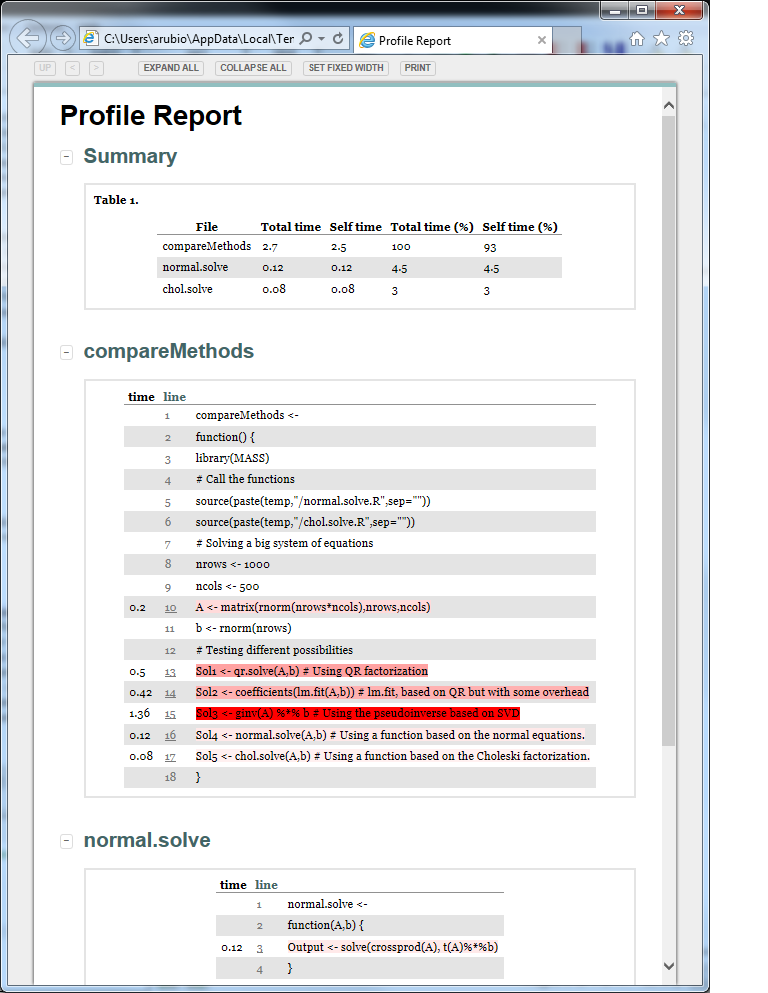 C:\Users\arubio\AppData\Local\Ter
Profile Report
UP < > EXPAND ALL COLLAPSE ALL SET FIXED WIDTH PRINT
Profile Report
Summary
Table 1.
File Total time Self time Total time (%) Self time (%)
compareMethods 2.7 2.5 100 93
normal.solve 0.12 0.12 4.5 4.5
chol.solve 0.08 0.08 3 3
compareMethods
time line
1 compareMethods <-
2 function() {
3 library(MASS)
4 # Call the functions
5 source(paste(temp,"/normal.solve.R",sep=""))
6 source(paste(temp,"/chol.solve.R",sep=""))
7 # Solving a big system of equations
8 nrows <- 1000
9 ncols <- 500
0.2 10 A <- matrix(rnorm(nrows*ncols),nrows,ncols)
11 b <- rnorm(nrows)
12 # Testing different possibilities
0.5 13 Sol1 <- qr.solve(A,b) # Using QR factorization
0.42 14 Sol2 <- coefficients(lm.fit(A,b)) # lm.fit, based on QR but with some overhead
1.36 15 Sol3 <- ginv(A) %*% b # Using the pseudoinverse based on SVD
0.12 16 Sol4 <- normal.solve(A,b) # Using a function based on the normal equations.
0.08 17 Sol5 <- chol.solve(A,b) # Using a function based on the Choleski factorization.
18 }
normal.solve
time line
1 normal.solve <-
2 function(A,b) {
0.12 3 Output <- solve(crossprod(A), t(A)%*%b)
4 }